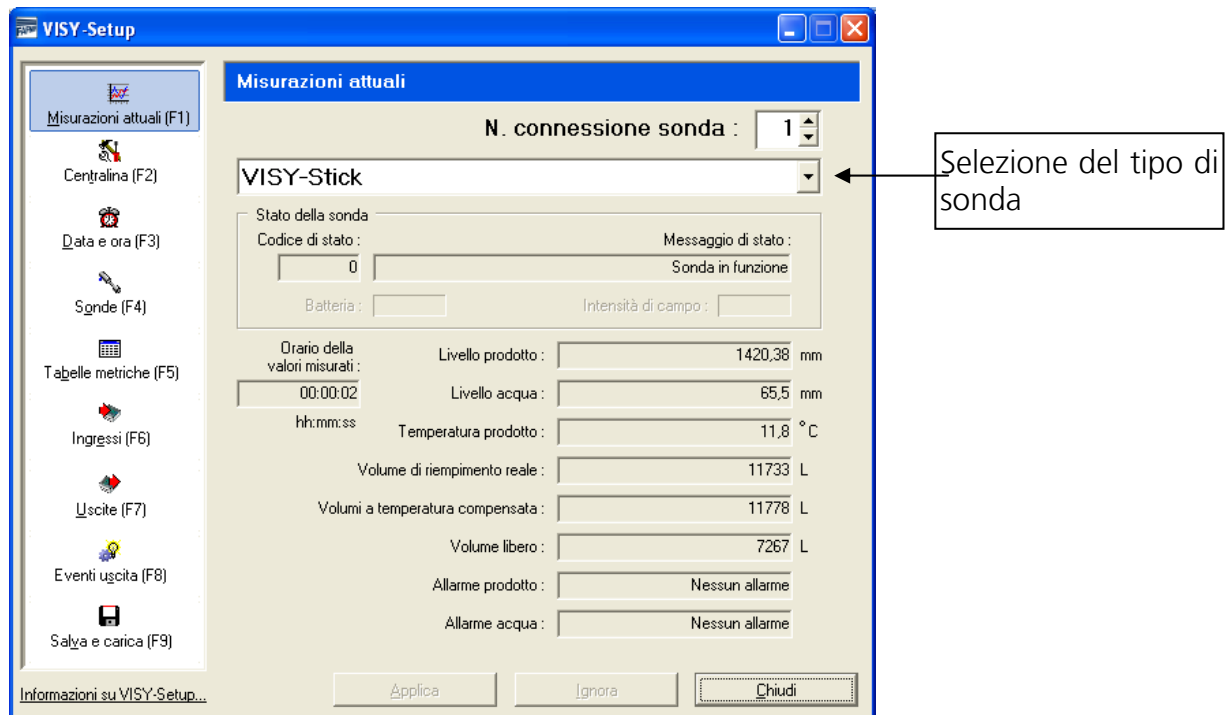 VISY-Setup
Misurazioni attuali (F1)
Centralina (F2)
Data e ora (F3)
Sonde (F4)
Tabelle metriche (F5)
Ingressi (F6)
Uscite (F7)
Eventi uscita (F8)
Salva e carica (F9)
Informazioni su VISY-Setup...
Misurazioni attuali
N. connessione sonda : 1
VISY-Stick
Stato della sonda
Codice di stato : Messaggio di stato :
0 Sonda in funzione
Batteria : Intensità di campo :
Orario della
valori misurati :
00:00:02
hh:mm:ss
Livello prodotto : 1420,38 mm
Livello acqua : 65,5 mm
Temperatura prodotto : 11,8 °C
Volume di riempimento reale : 11733 L
Volumi a temperatura compensata : 11778 L
Volume libero : 7267 L
Allarme prodotto : Nessun allarme
Allarme acqua : Nessun allarme
Applica Ignora Chiudi
Selezione del tipo di
sonda